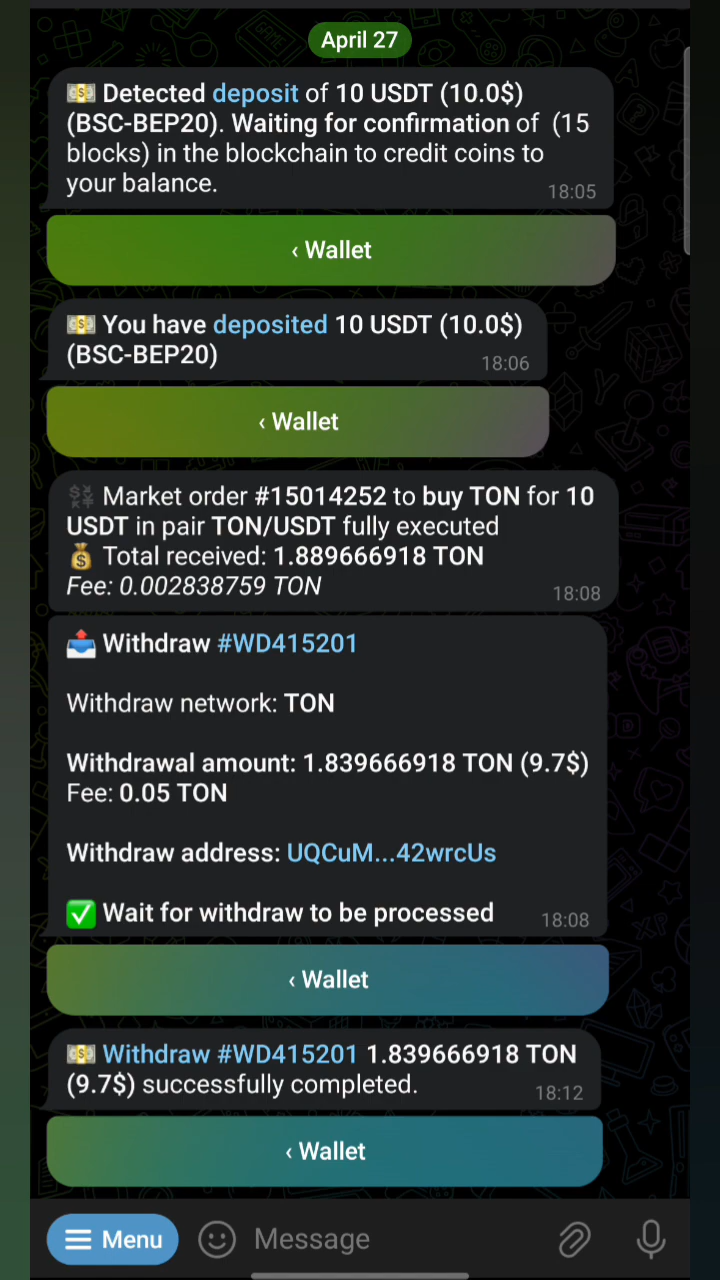 April 27
Detected deposit of 10 USDT (10.0$)
(BSC-BEP20). Waiting for confirmation of (15
blocks) in the blockchain to credit coins to
your balance.
18:05
‹ Wallet
You have deposited 10 USDT (10.0$)
(BSC-BEP20)
18:06
‹ Wallet
Market order #15014252 to buy TON for 10
USDT in pair TON/USDT fully executed
Total received: 1.889666918 TON
Fee: 0.002838759 TON
18:08
Withdraw #WD415201
Withdraw network: TON
Withdrawal amount: 1.839666918 TON (9.7$)
Fee: 0.05 TON
Withdraw address: UQCuM...42wrcUs
Wait for withdraw to be processed
18:08
‹ Wallet
Withdraw #WD415201 1.839666918 TON
(9.7$) successfully completed.
18:12
‹ Wallet
Menu
Message